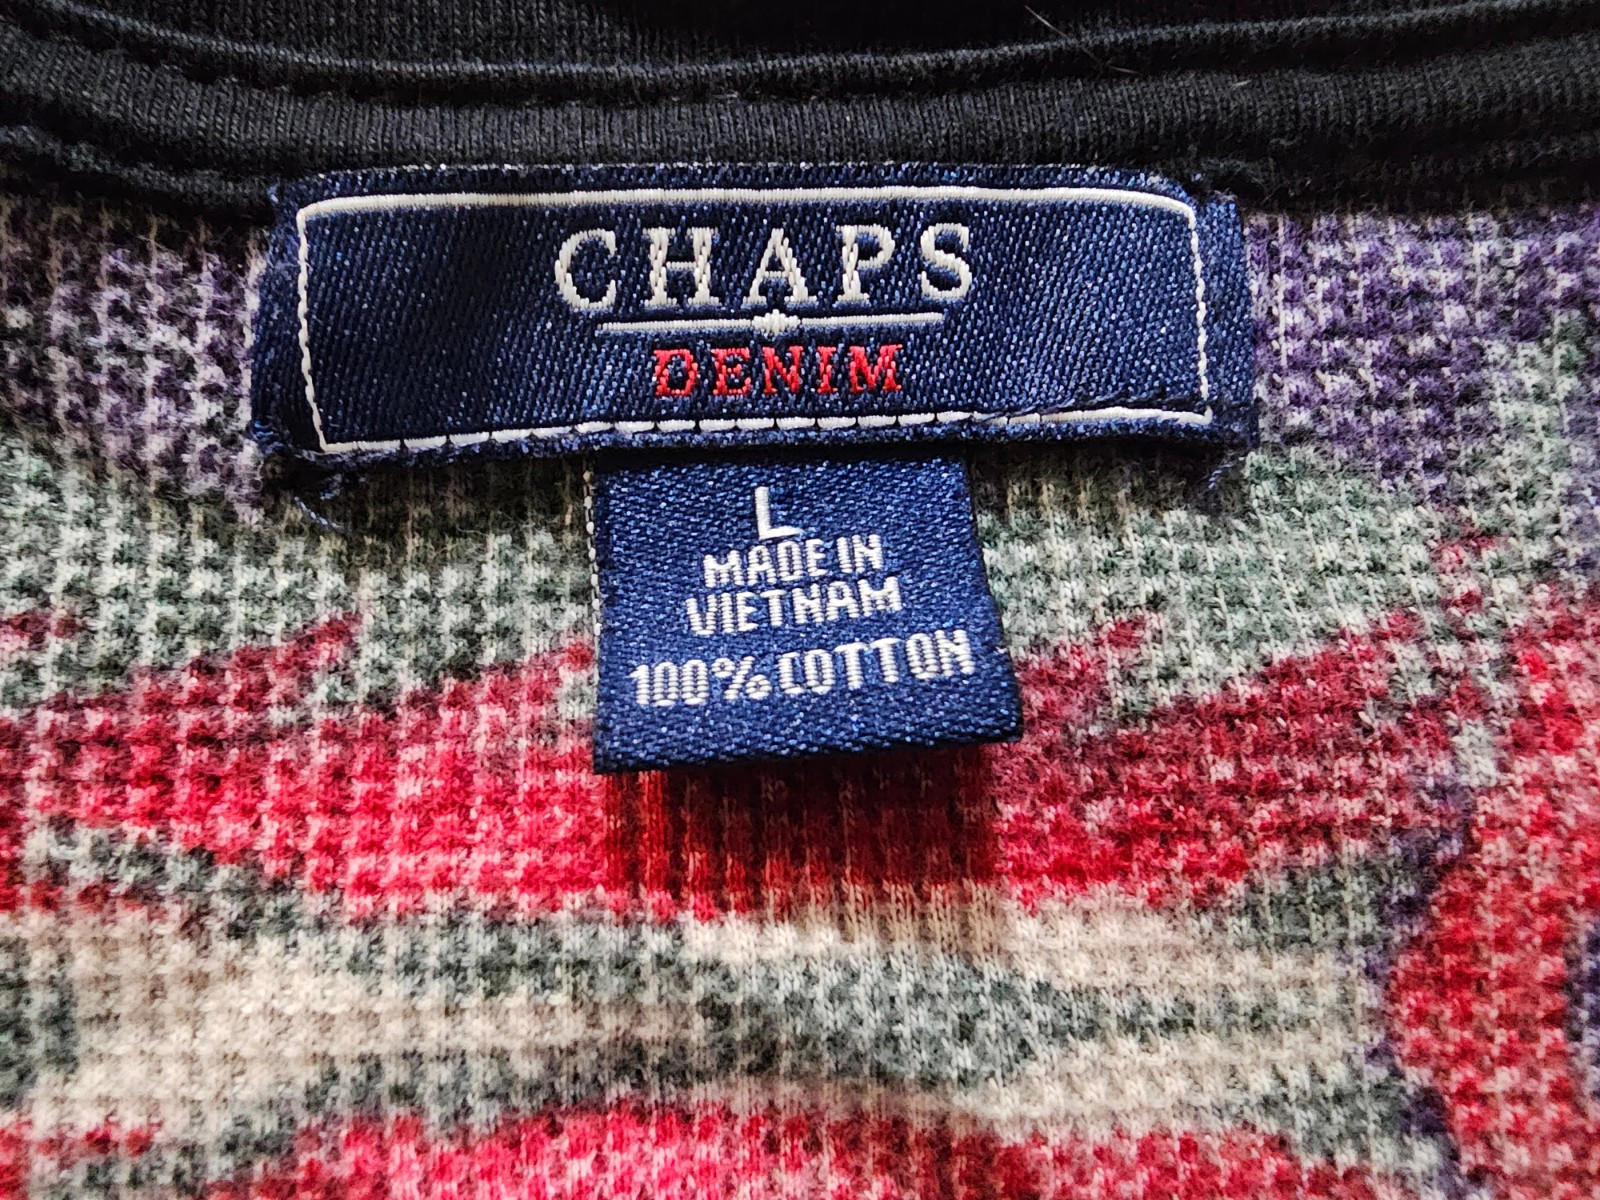 CHAPS
DENIM
L
MADE IN
VIETNAM
100% COTTON